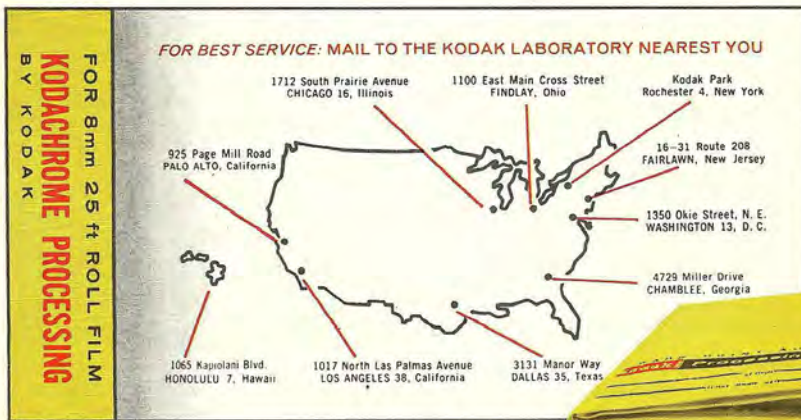 FOR 8mm 25 ft ROLL FILM
KODACHROME PROCESSING
BY KODAK
FOR BEST SERVICE: MAIL TO THE KODAK LABORATORY NEAREST YOU
1712 South Prairie Avenue
CHICAGO 16, Illinois
1100 East Main Cross Street
FINDLAY, Ohio
Kodak Park
Rochester 4, New York
925 Page Mill Road
PALO ALTO, California
16-31 Route 208
FAIRLAWN, New Jersey
1350 Okie Street, N. E.
WASHINGTON 13, D. C.
4729 Miller Drive
CHAMBLEE, Georgia
1065 Kapiolani Blvd.
HONOLULU 7, Hawaii
1017 North Las Palmas Avenue
LOS ANGELES 38, California
3131 Manor Way
DALLAS 35, Texas